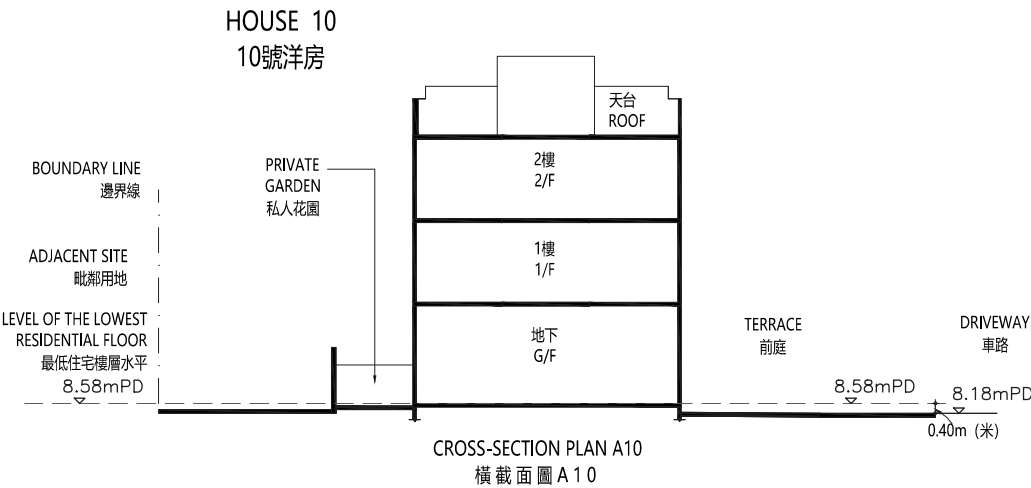 HOUSE 10
10號洋房
天台
ROOF
BOUNDARY LINE
邊界線
PRIVATE
GARDEN
私人花園
2樓
2/F
ADJACENT SITE
毗鄰用地
1樓
1/F
LEVEL OF THE LOWEST
RESIDENTIAL FLOOR
最低住宅樓層水平
8.58mPD
地下
G/F
TERRACE
前庭
DRIVEWAY
車路
8.58mPD
8.18mPD
0.40m (米)
CROSS-SECTION PLAN A10
橫截面圖A10